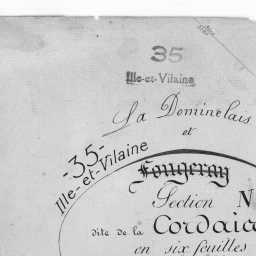 35
Ille-et-Vilaine
La Dominelais
et
-35-
Ille-et-Vilaine
Fougeray
Section N
dite de la Cordair
en six feuilles